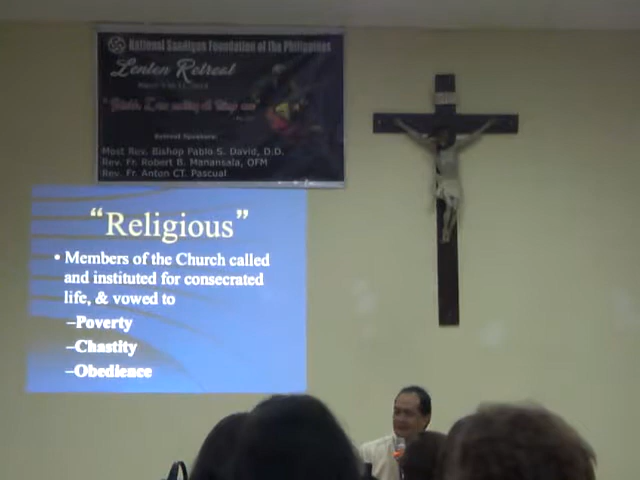 National Sandigan Foundation of the Philippines
Lenten Retreat
Retreat Speakers:
Most Rev. Bishop Pablo S. David, D.D.
Rev. Fr. Robert B. Manansala, OFM
Rev. Fr. Anton CT. Pascual
“Religious”
• Members of the Church called
and instituted for consecrated
life, & vowed to
–Poverty
–Chastity
–Obedience